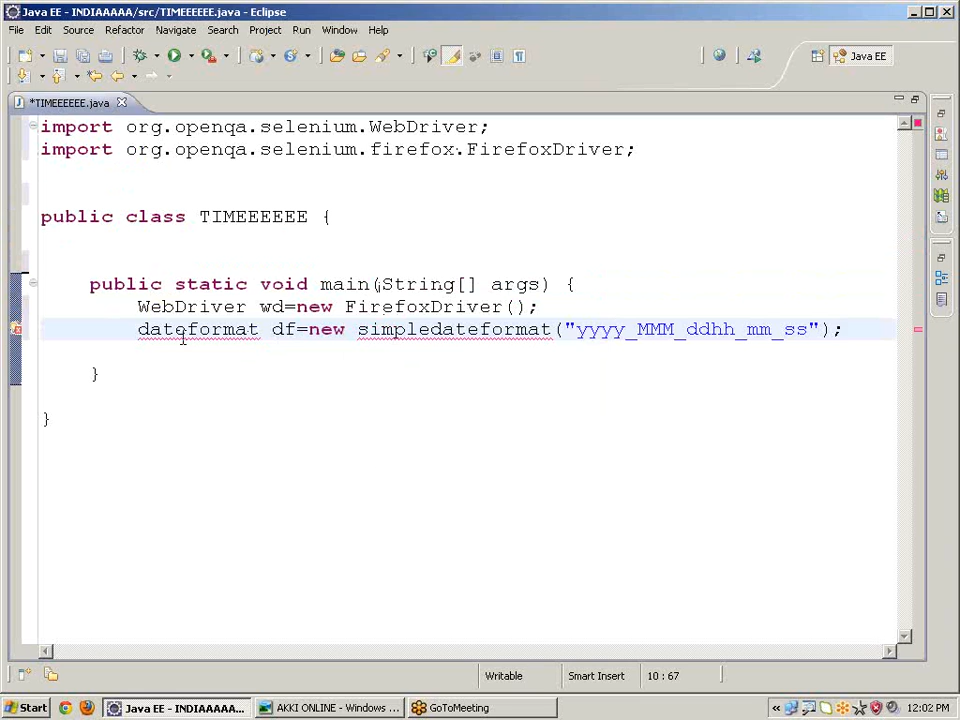 Java EE - INDIAAAAA/src/TIMEEEEEE.java - Eclipse
File Edit Source Refactor Navigate Search Project Run Window Help
Java EE
*TIMEEEEEE.java
import org.openqa.selenium.WebDriver;
import org.openqa.selenium.firefox.FirefoxDriver;
public class TIMEEEEEE {
public static void main(String[] args) {
WebDriver wd=new FirefoxDriver();
dateformat df=new simpledateformat("yyyy_MMM_ddhh_mm_ss");
}
}
Writable Smart Insert 10 : 67
Start Java EE - INDIAAAAA... AKKI ONLINE - Windows ... GoToMeeting 12:02 PM